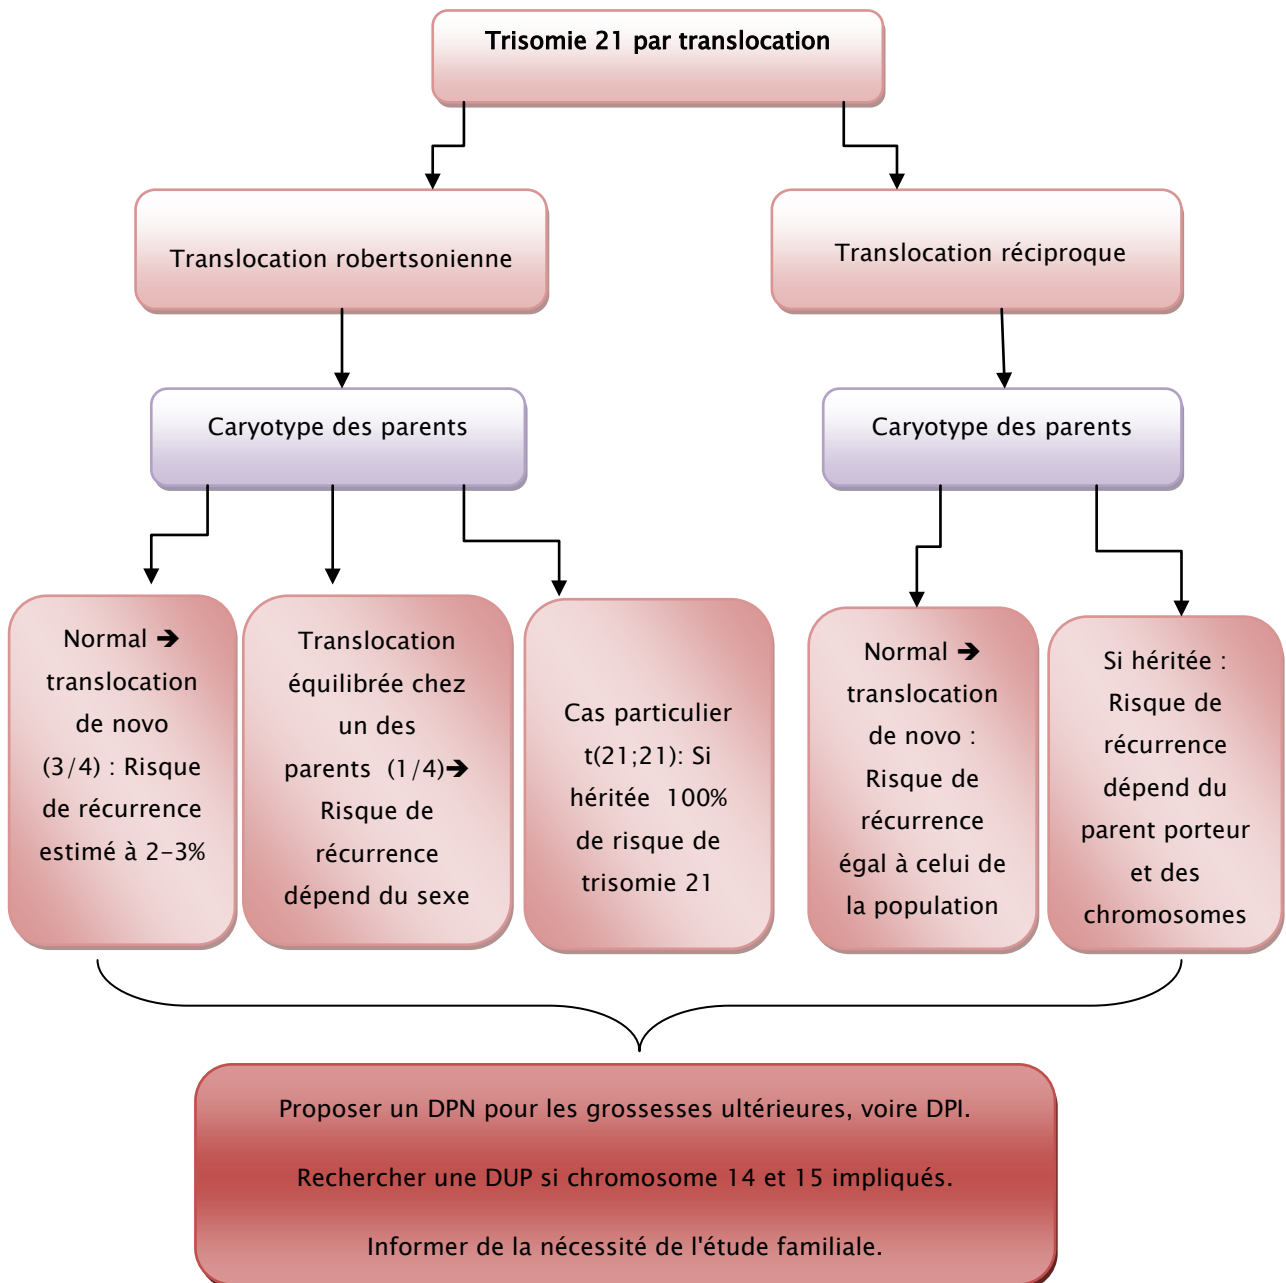 Trisomie 21 par translocation
Translocation robertsonienne
Translocation réciproque
Caryotype des parents
Caryotype des parents
Normal ➔
translocation
de novo
(3/4) : Risque
de récurrence
estimé à 2-3%
Translocation
équilibrée chez
un des
parents (1/4)➔
Risque de
récurrence
dépend du sexe
Cas particulier
t(21;21): Si
héritée 100%
de risque de
trisomie 21
Normal ➔
translocation
de novo :
Risque de
récurrence
égal à celui de
la population
Si héritée :
Risque de
récurrence
dépend du
parent porteur
et des
chromosomes
Proposer un DPN pour les grossesses ultérieures, voire DPI.
Rechercher une DUP si chromosome 14 et 15 impliqués.
Informer de la nécessité de l'étude familiale.